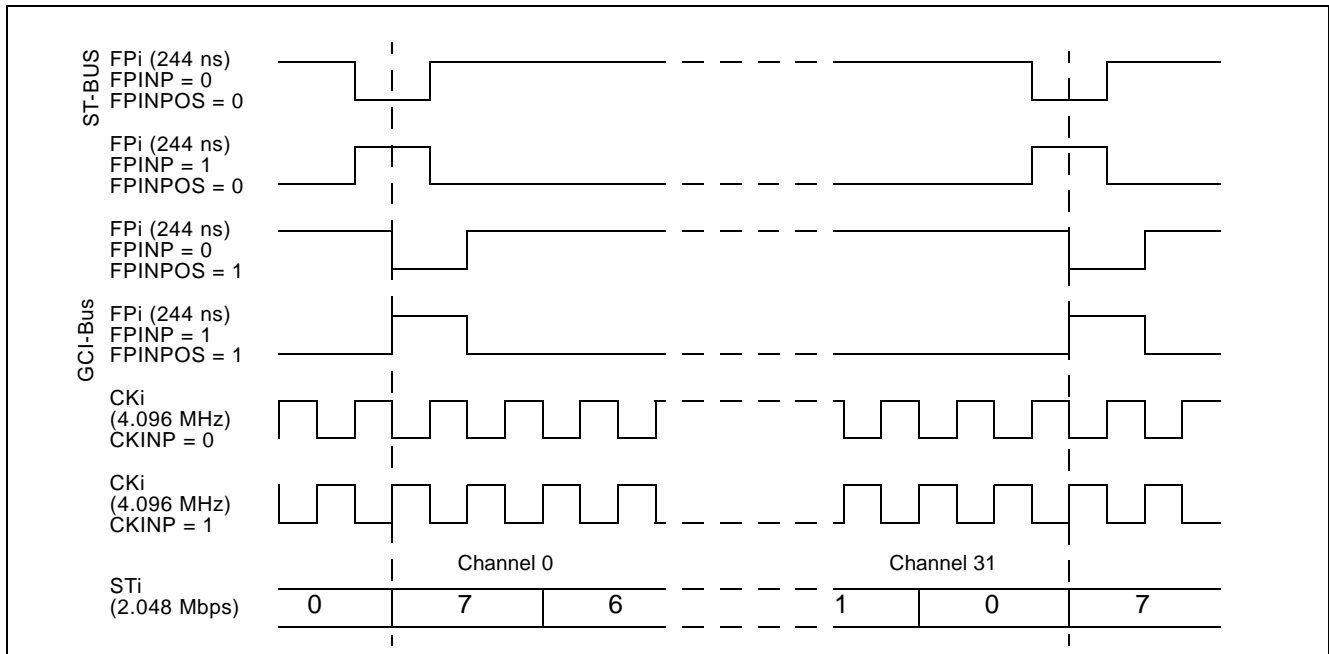 ST-BUS
FPi (244 ns)
FPINP = 0
FPINPOS = 0
FPi (244 ns)
FPINP = 1
FPINPOS = 0
FPi (244 ns)
FPINP = 0
FPINPOS = 1
GCI-Bus
FPi (244 ns)
FPINP = 1
FPINPOS = 1
CKi
(4.096 MHz)
CKINP = 0
CKi
(4.096 MHz)
CKINP = 1
Channel 0 Channel 31
STi
(2.048 Mbps)
0 7 6 1 0 7